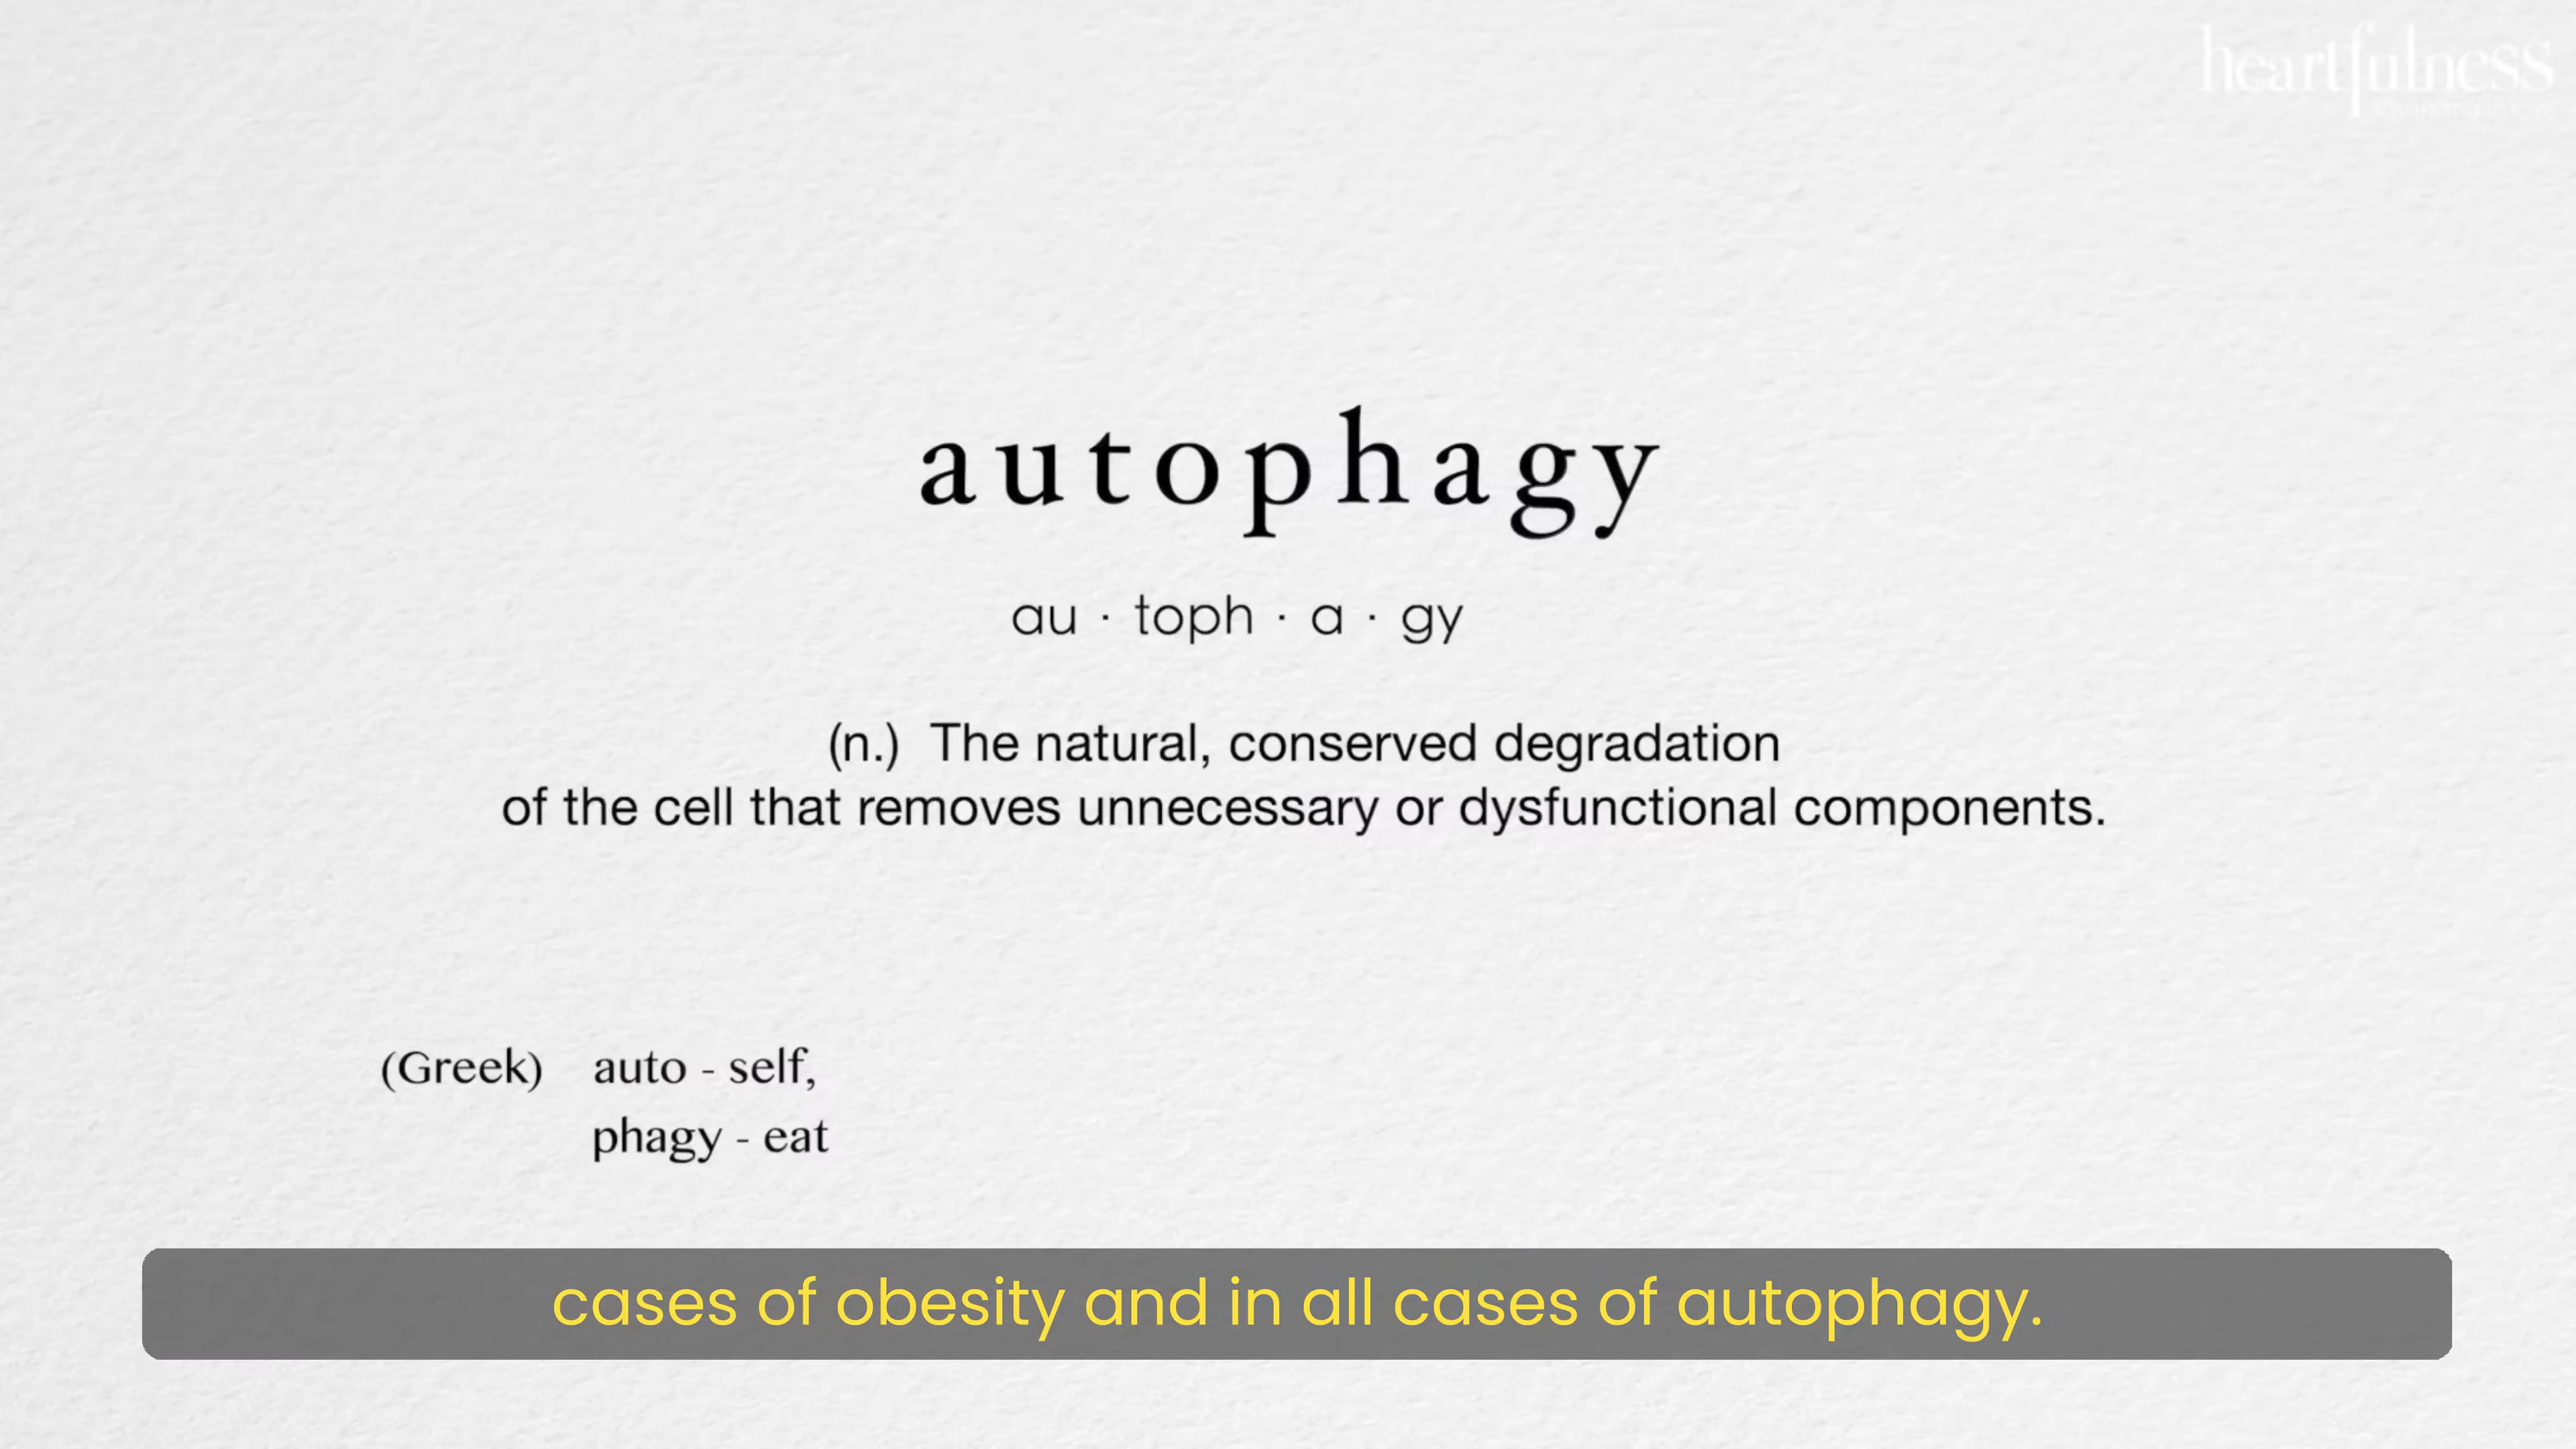 heartfulness
autophagy
au · toph · a · gy
(n.) The natural, conserved degradation
of the cell that removes unnecessary or dysfunctional components.
(Greek) auto - self,
phagy - eat
cases of obesity and in all cases of autophagy.